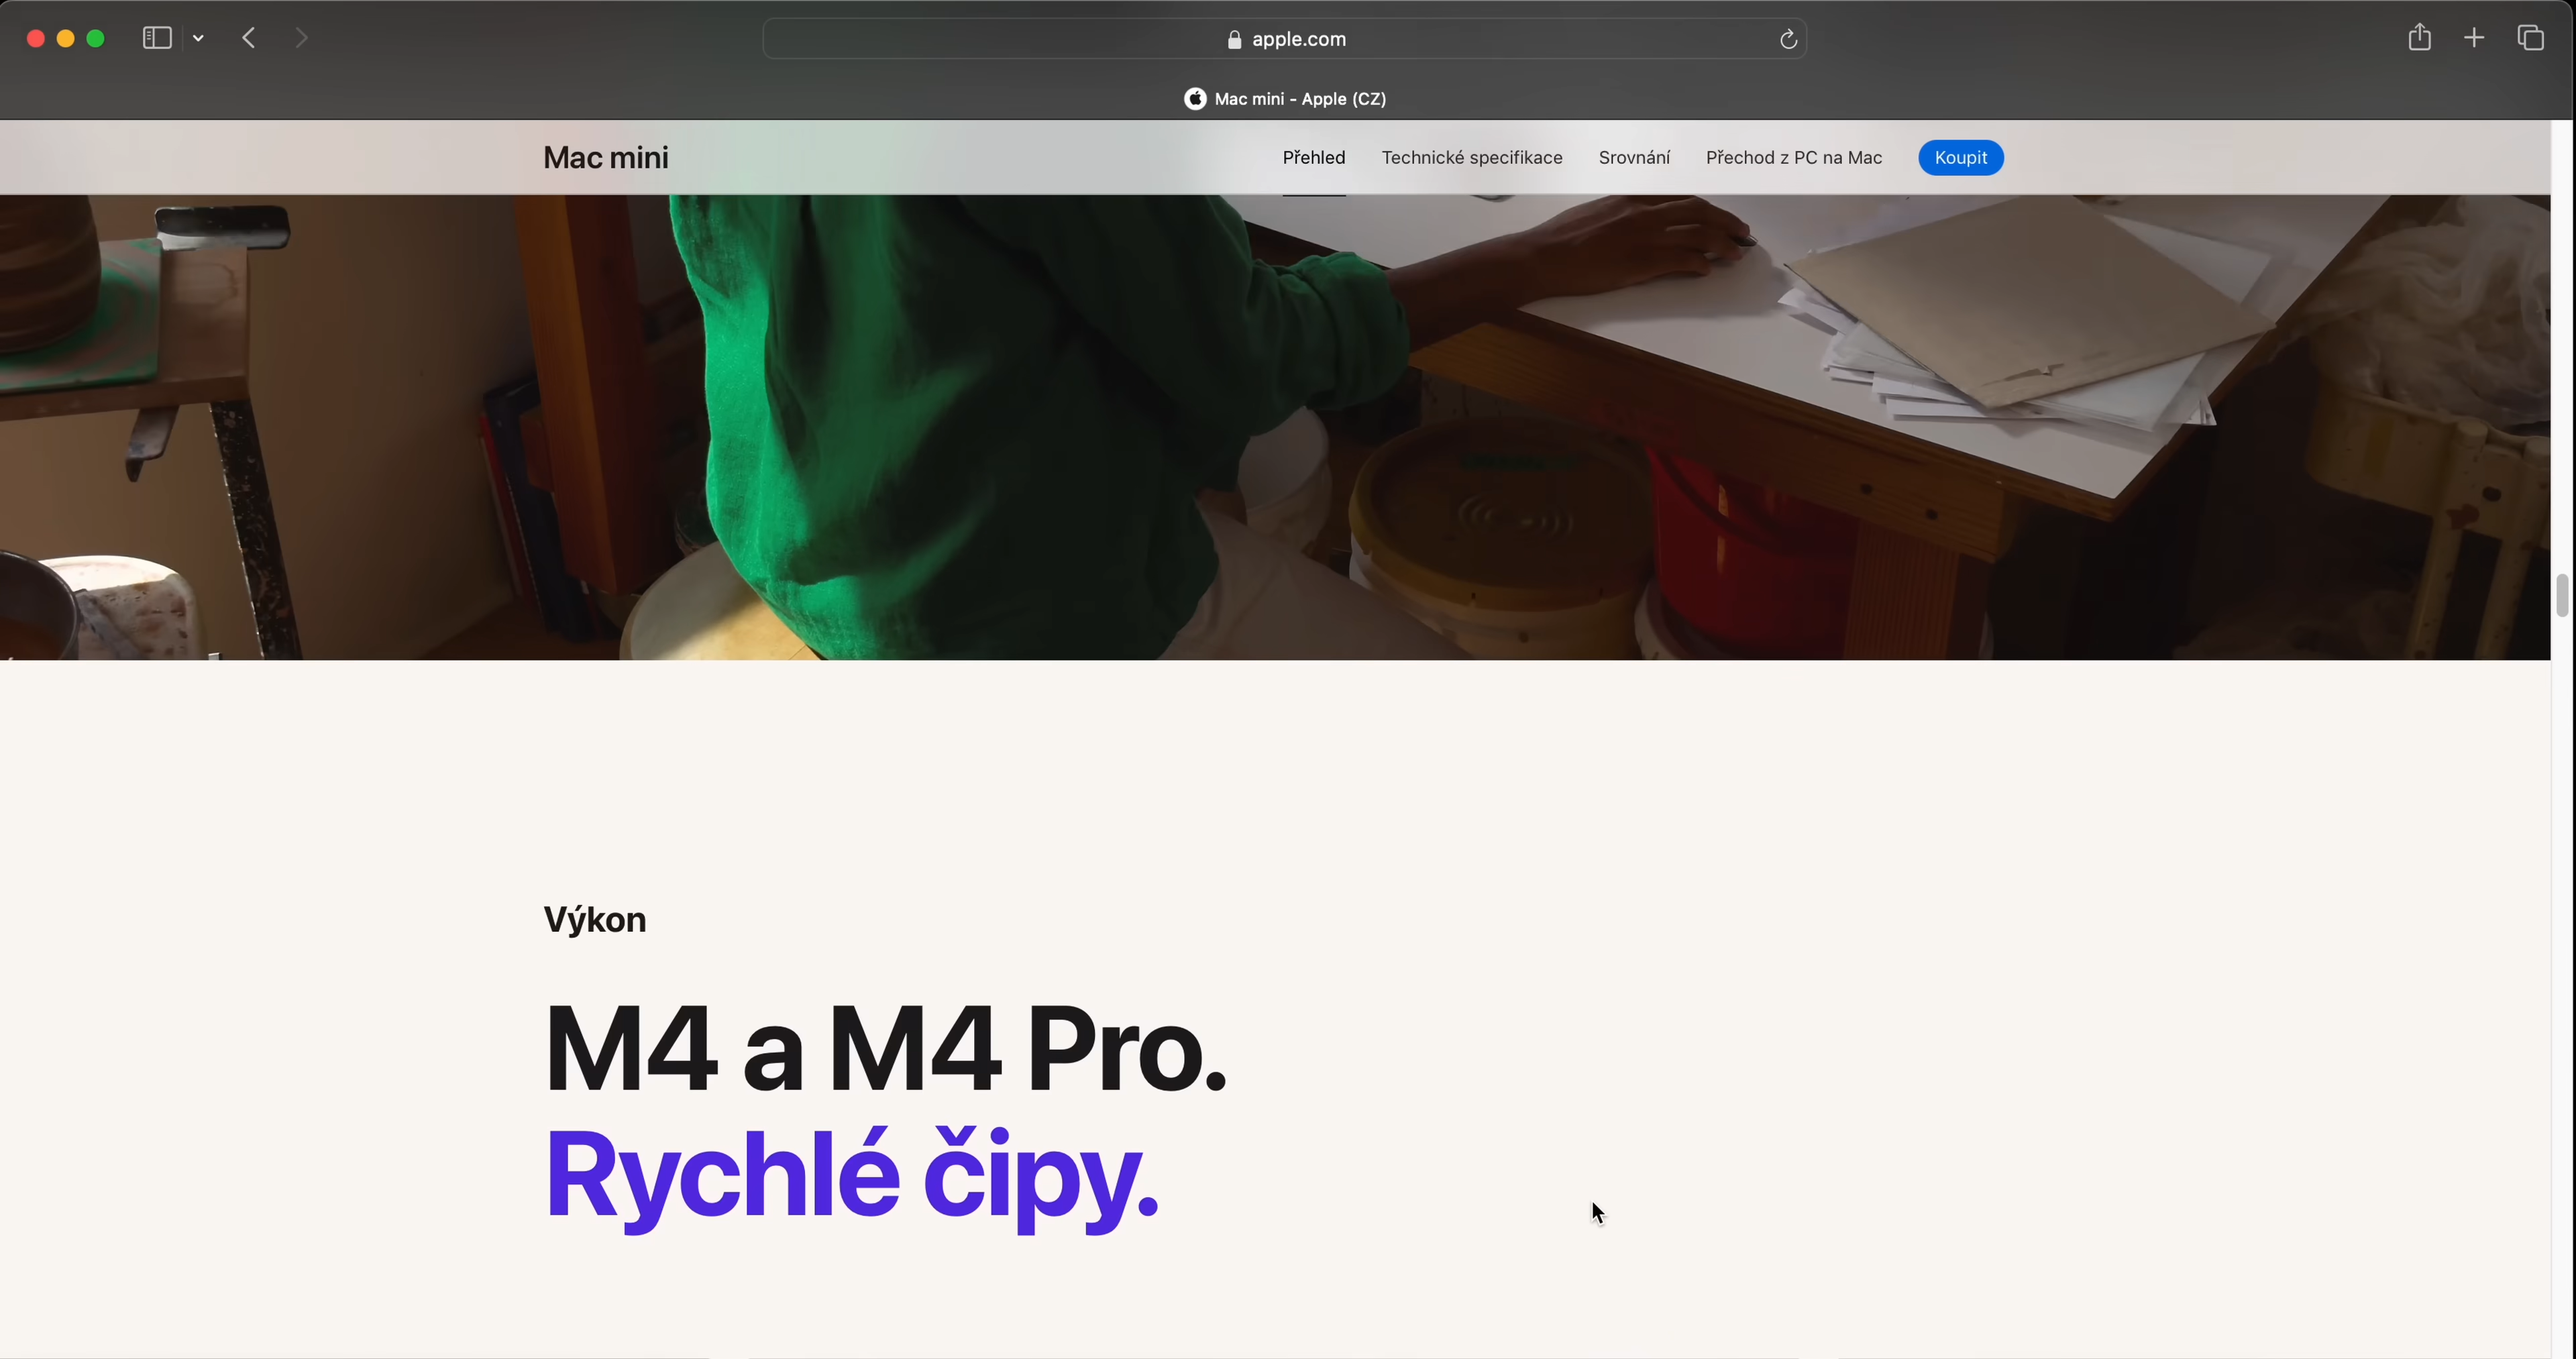 apple.com
Mac mini - Apple (CZ)
Mac mini
Přehled
Technické specifikace
Srovnání
Přechod z PC na Mac
Koupit
Výkon
M4 a M4 Pro.
Rychlé čipy.